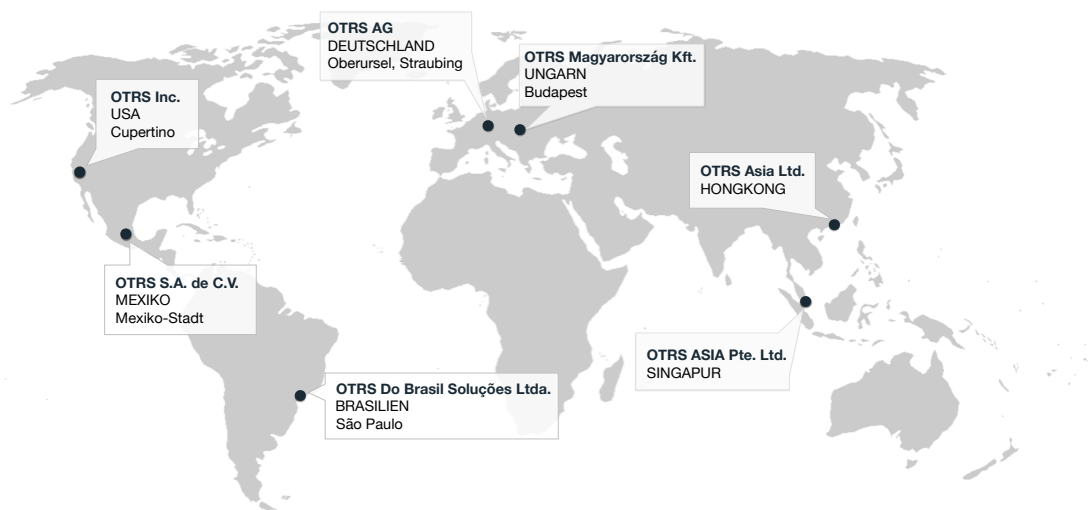 OTRS AG
DEUTSCHLAND
Oberursel, Straubing
OTRS Magyarország Kft.
UNGARN
Budapest
OTRS Inc.
USA
Cupertino
OTRS Asia Ltd.
HONGKONG
OTRS S.A. de C.V.
MEXIKO
Mexiko-Stadt
OTRS ASIA Pte. Ltd.
SINGAPUR
OTRS Do Brasil Soluções Ltda.
BRASILIEN
São Paulo